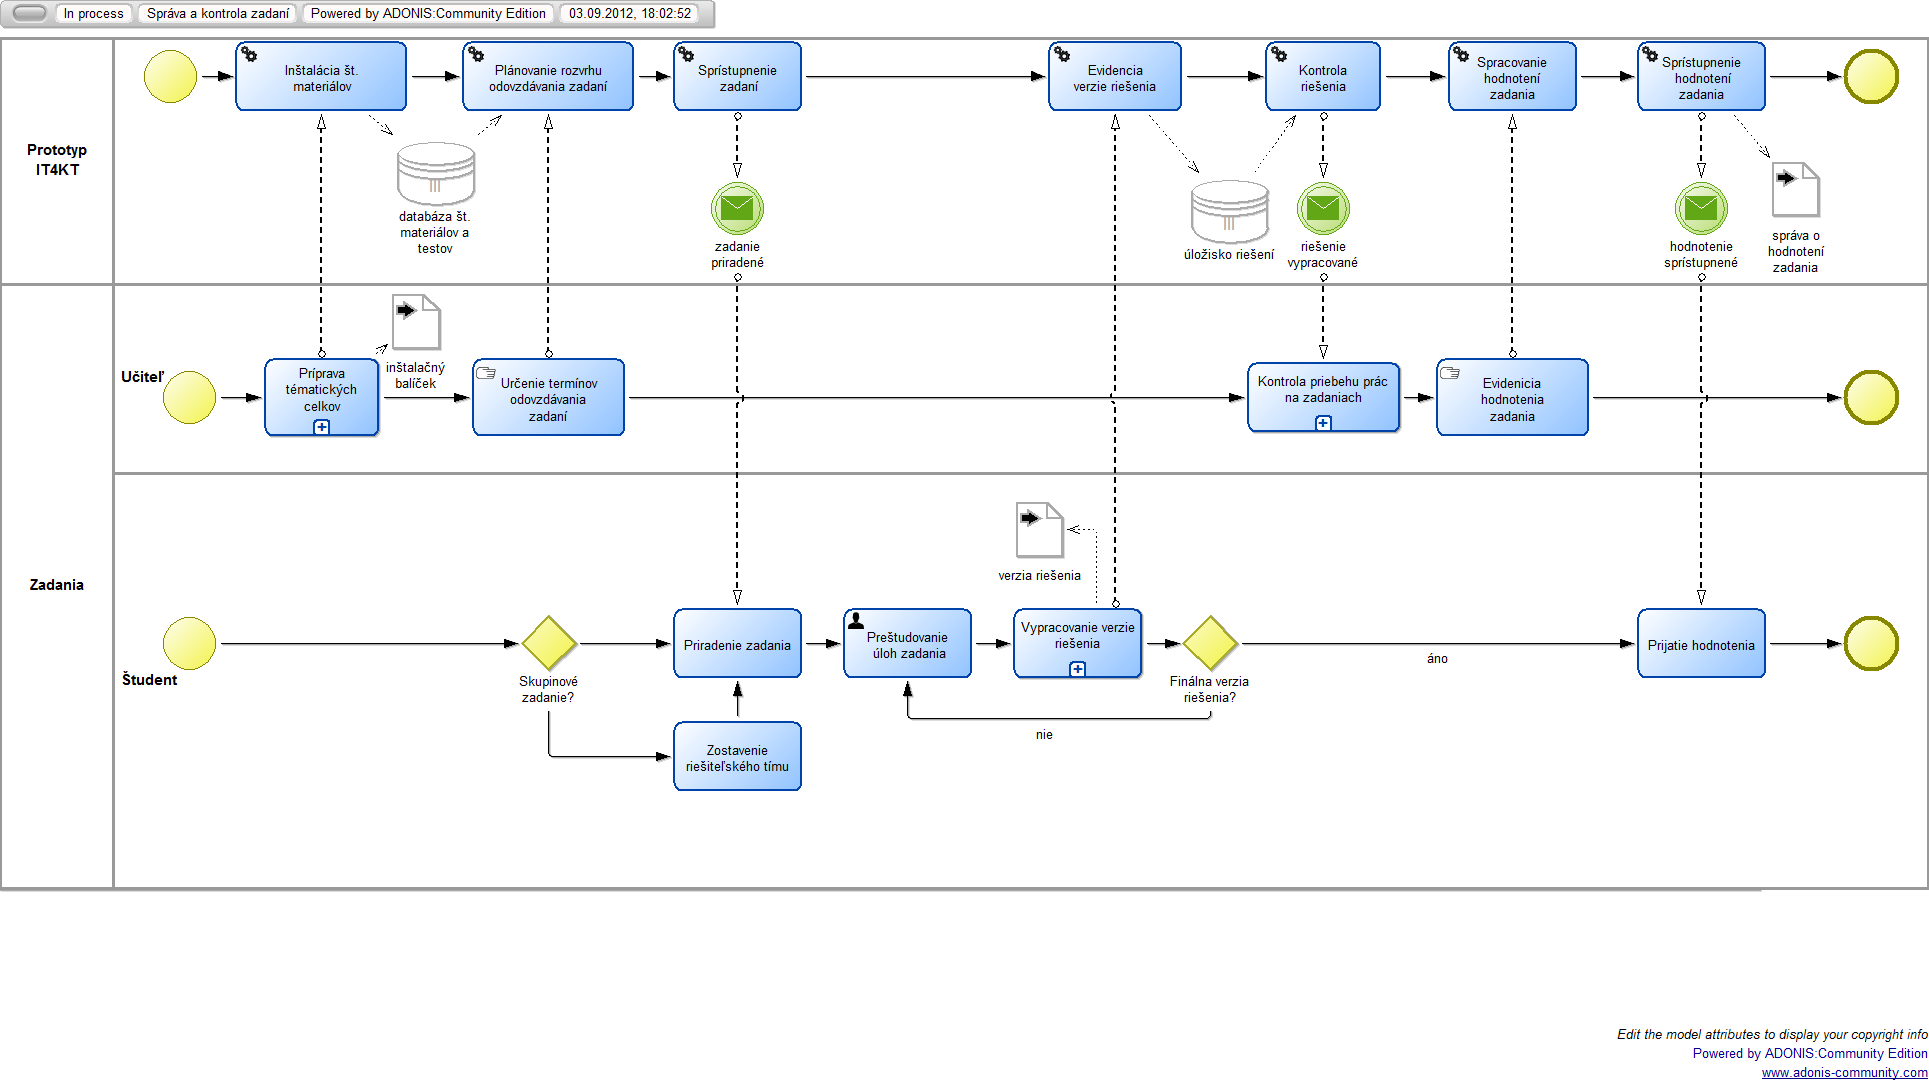 In process
Správa a kontrola zadaní
Powered by ADONIS:Community Edition
03.09.2012, 18:02:52
Prototyp
IT4KT
Inštalácia št.
materiálov
Plánovanie rozvrhu
odovzdávania zadaní
Sprístupnenie
zadaní
Evidencia
verzie riešenia
Kontrola
riešenia
Spracovanie
hodnotení
zadania
Sprístupnenie
hodnotení
zadania
databáza št.
materiálov a
testov
zadanie
priradené
úložisko riešení
riešenie
vypracované
hodnotenie
sprístupnené
správa o
hodnotení
zadania
Zadania
Učiteľ
Príprava
tématických
celkov
inštalačný
balíček
Určenie termínov
odovzdávania
zadaní
Kontrola priebehu prác
na zadaniach
Evidenicia
hodnotenia
zadania
Študent
Skupinové
zadanie?
Priradenie zadania
Zostavenie
riešiteľského tímu
Preštudovanie
úloh zadania
verzia riešenia
Vypracovanie verzie
riešenia
Finálna verzia
riešenia?
nie
áno
Prijatie hodnotenia
Edit the model attributes to display your copyright info
Powered by ADONIS:Community Edition
www.adonis-community.com